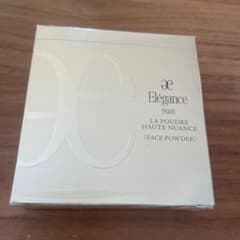 æ
Elégance
PARIS
LA POUDRE
HAUTE NUANCE
(FACE POWDER)